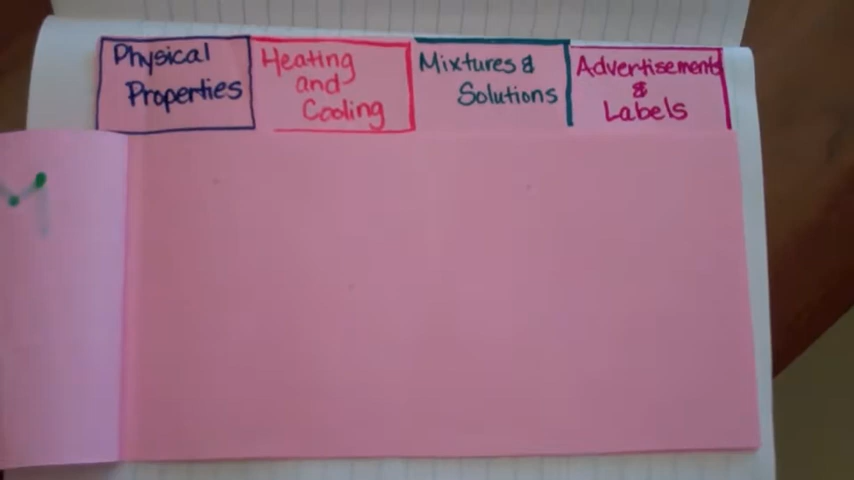 Physical
Properties
Heating
and
Cooling
Mixtures &
Solutions
Advertisements
&
Labels